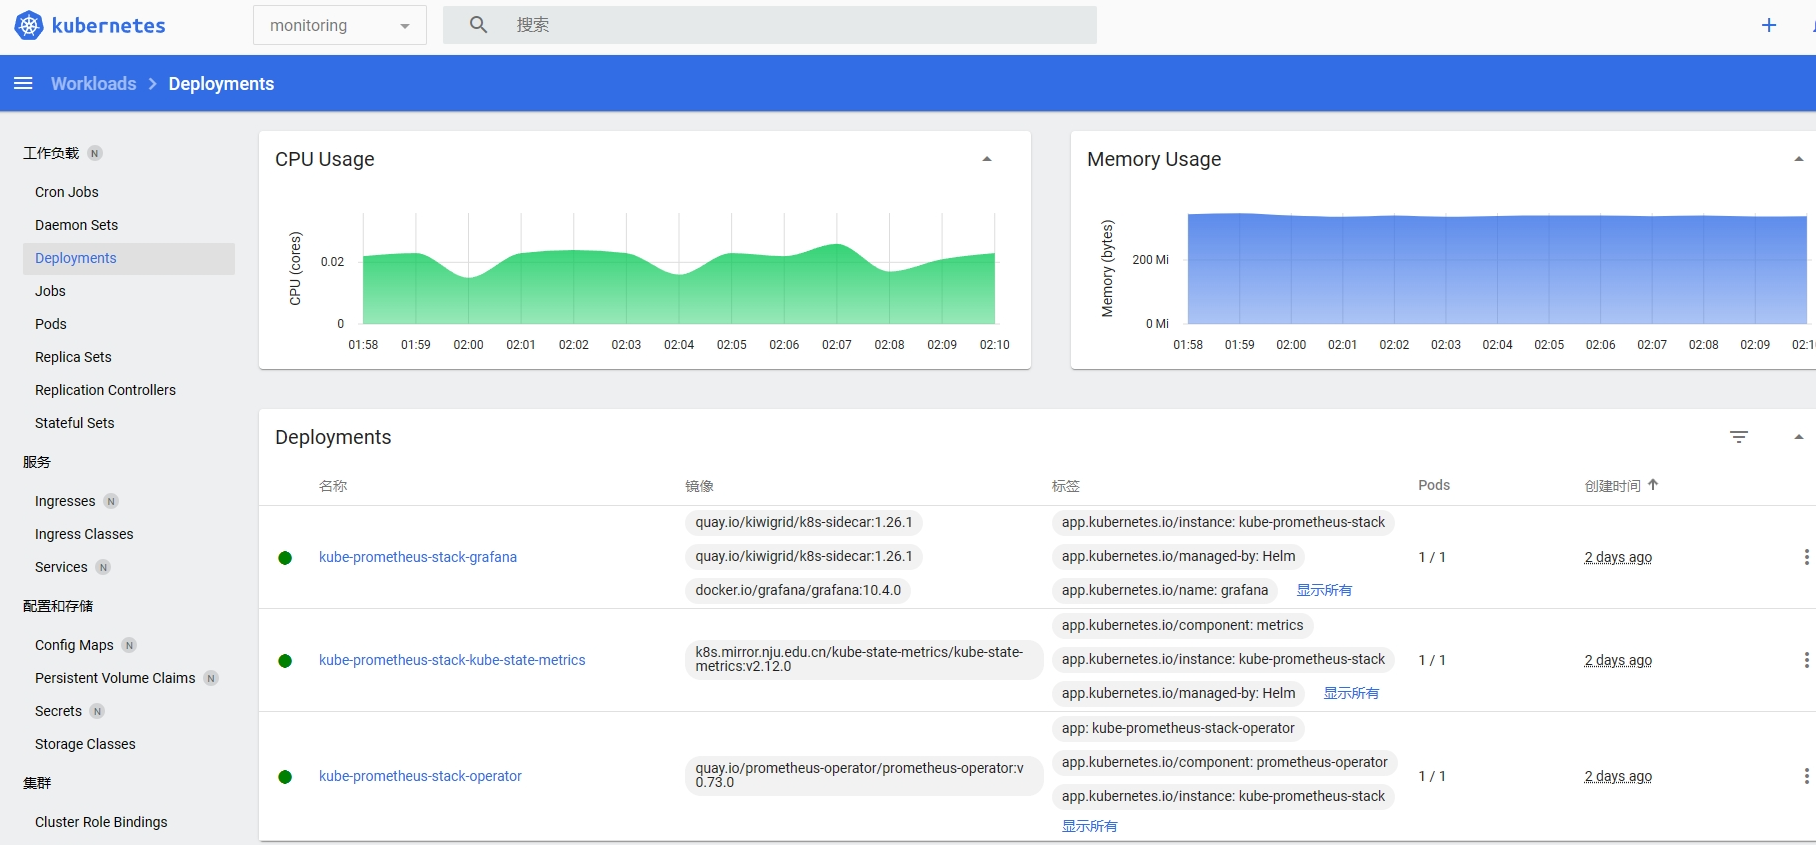 kubernetes
monitoring
搜索
Workloads
Deployments
工作负载 N
Cron Jobs
Daemon Sets
Deployments
Jobs
Pods
Replica Sets
Replication Controllers
Stateful Sets
服务
Ingresses N
Ingress Classes
Services N
配置和存储
Config Maps N
Persistent Volume Claims N
Secrets N
Storage Classes
集群
Cluster Role Bindings
CPU Usage
CPU (cores)
0.02
0
01:58 01:59 02:00 02:01 02:02 02:03 02:04 02:05 02:06 02:07 02:08 02:09 02:10
Memory Usage
Memory (bytes)
200 Mi
0 Mi
01:58 01:59 02:00 02:01 02:02 02:03 02:04 02:05 02:06 02:07 02:08 02:09
Deployments
名称 镜像 标签 Pods 创建时间
kube-prometheus-stack-grafana
quay.io/kiwigrid/k8s-sidecar:1.26.1
quay.io/kiwigrid/k8s-sidecar:1.26.1
docker.io/grafana/grafana:10.4.0
app.kubernetes.io/instance: kube-prometheus-stack
app.kubernetes.io/managed-by: Helm
app.kubernetes.io/name: grafana 显示所有
1 / 1
2 days ago
kube-prometheus-stack-kube-state-metrics
k8s.mirror.nju.edu.cn/kube-state-metrics/kube-state-
metrics:v2.12.0
app.kubernetes.io/component: metrics
app.kubernetes.io/instance: kube-prometheus-stack
app.kubernetes.io/managed-by: Helm 显示所有
1 / 1
2 days ago
kube-prometheus-stack-operator
quay.io/prometheus-operator/prometheus-operator:v
0.73.0
app: kube-prometheus-stack-operator
app.kubernetes.io/component: prometheus-operator
app.kubernetes.io/instance: kube-prometheus-stack
显示所有
1 / 1
2 days ago